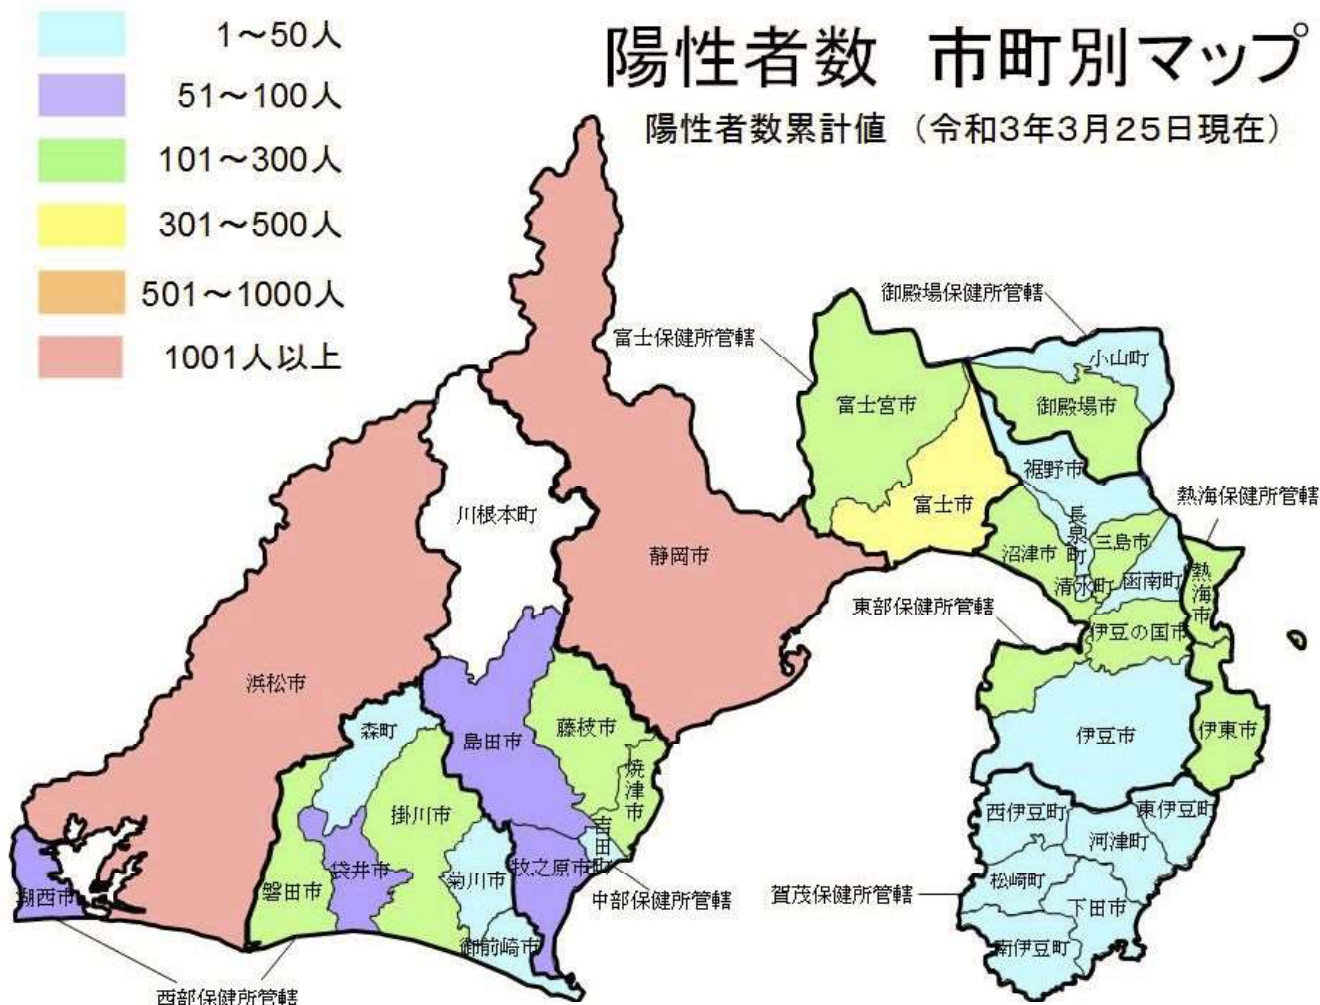 陽性者数 市町別マップ
陽性者数累計値 (令和3年3月25日現在)
1～50人
51～100人
101～300人
301～500人
501～1000人
1001人以上
御殿場保健所管轄
富士保健所管轄
小山町
富士宮市
御殿場市
裾野市
熱海保健所管轄
富士市
川根本町
長泉町
三島市
沼津市
静岡市
清水町
函南町
熱海市
東部保健所管轄
伊豆の国市
浜松市
森町
島田市
藤枝市
伊豆市
伊東市
焼津市
掛川市
西伊豆町
東伊豆町
吉田町
河津町
袋井市
牧之原市
湖西市
磐田市
菊川市
松崎町
賀茂保健所管轄
中部保健所管轄
下田市
御前崎市
南伊豆町
西部保健所管轄